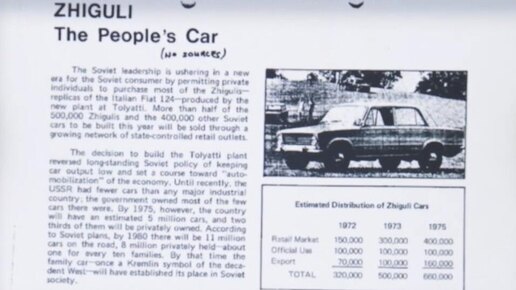 ZHIGULI
The People's Car
(NO SOURCES)
The Soviet leadership is ushering in a new
era for the Soviet consumer by permitting private
individuals to purchase most of the Zhigulis—
replicas of the Italian Fiat 124—produced by the
new plant at Tolyatti. More than half of the
500,000 Zhigulis and the 400,000 other Soviet
cars to be built this year will be sold through a
growing network of state-controlled retail outlets.
The decision to build the Tolyatti plant
reversed long-standing Soviet policy of keeping
car output low and set a course toward "auto-
mobilization" of the economy. Until recently, the
USSR had fewer cars than any major industrial
country; the government owned most of the few
cars there were. By 1975, however, the country
will have an estimated 5 million cars, and two
thirds of them will be privately owned. According
to Soviet plans, by 1980 there will be 11 million
cars on the road, 8 million privately held—about
one for every ten families. By that time the
family car—once a Kremlin symbol of the deca-
dent West—will have established its place in Soviet
society.
Estimated Distribution of Zhiguli Cars
1972 1973 1975
Retail Market 150,000 300,000 400,000
Official Use 100,000 100,000 100,000
Export 70,000 100,000 160,000
TOTAL 320,000 500,000 660,000